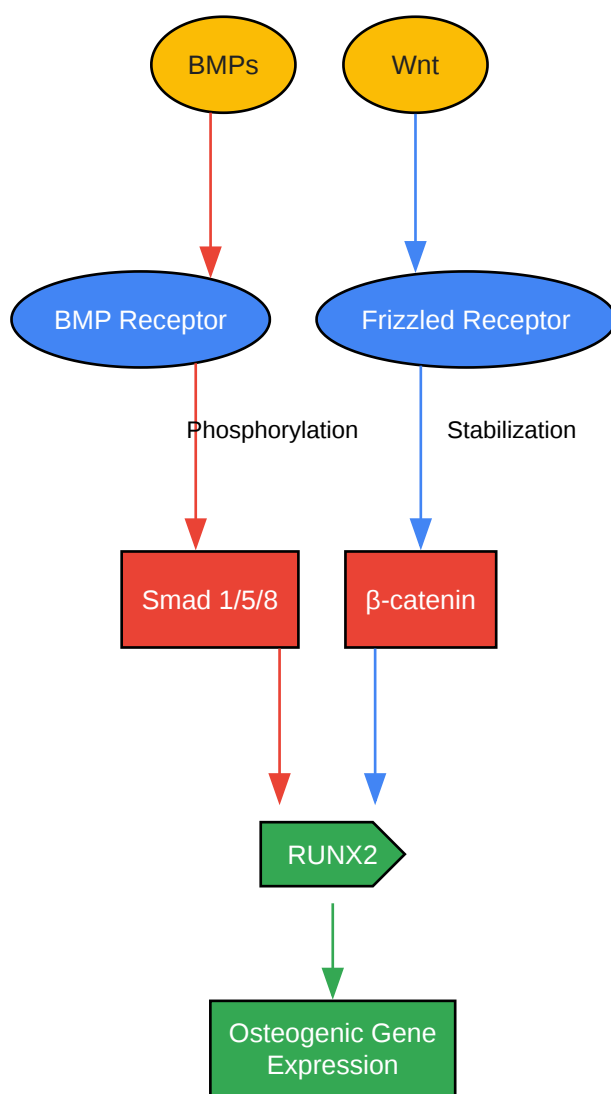 BMPs
Wnt
BMP Receptor
Frizzled Receptor
Phosphorylation
Stabilization
Smad 1/5/8
β-catenin
RUNX2
Osteogenic Gene
Expression